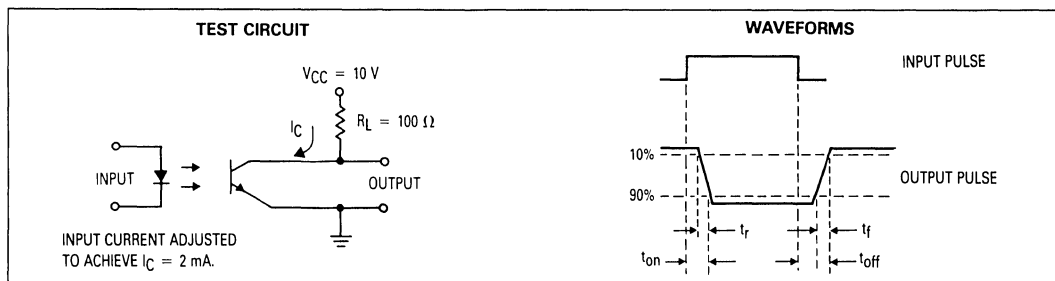 TEST CIRCUIT
VCC = 10 V
RL = 100 Ω
IC
INPUT
OUTPUT
INPUT CURRENT ADJUSTED
TO ACHIEVE IC = 2 mA.
WAVEFORMS
INPUT PULSE
10%
OUTPUT PULSE
90%
tr
tf
ton
toff